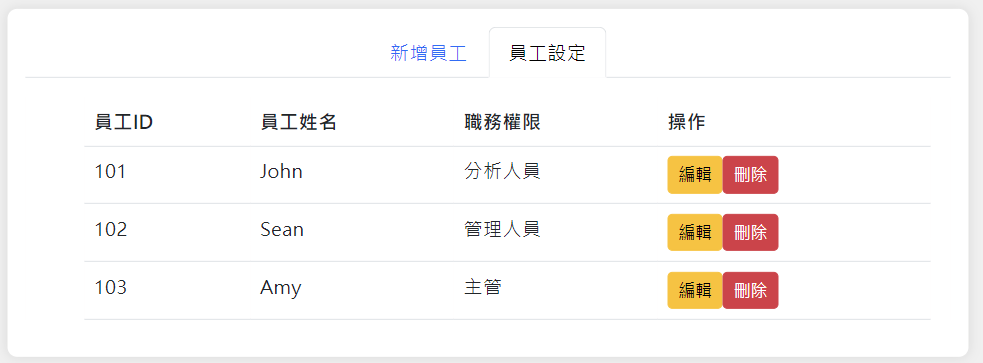 新增員工 員工設定
員工ID 員工姓名 職務權限 操作
101 John 分析人員 編輯 刪除
102 Sean 管理人員 編輯 刪除
103 Amy 主管 編輯 刪除